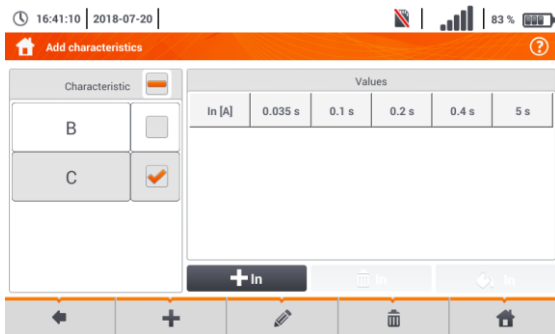 16:41:10 2018-07-20 83 %
Add characteristics ?
Characteristic
Values
In [A] 0.035 s 0.1 s 0.2 s 0.4 s 5 s
B
C
+ In In In